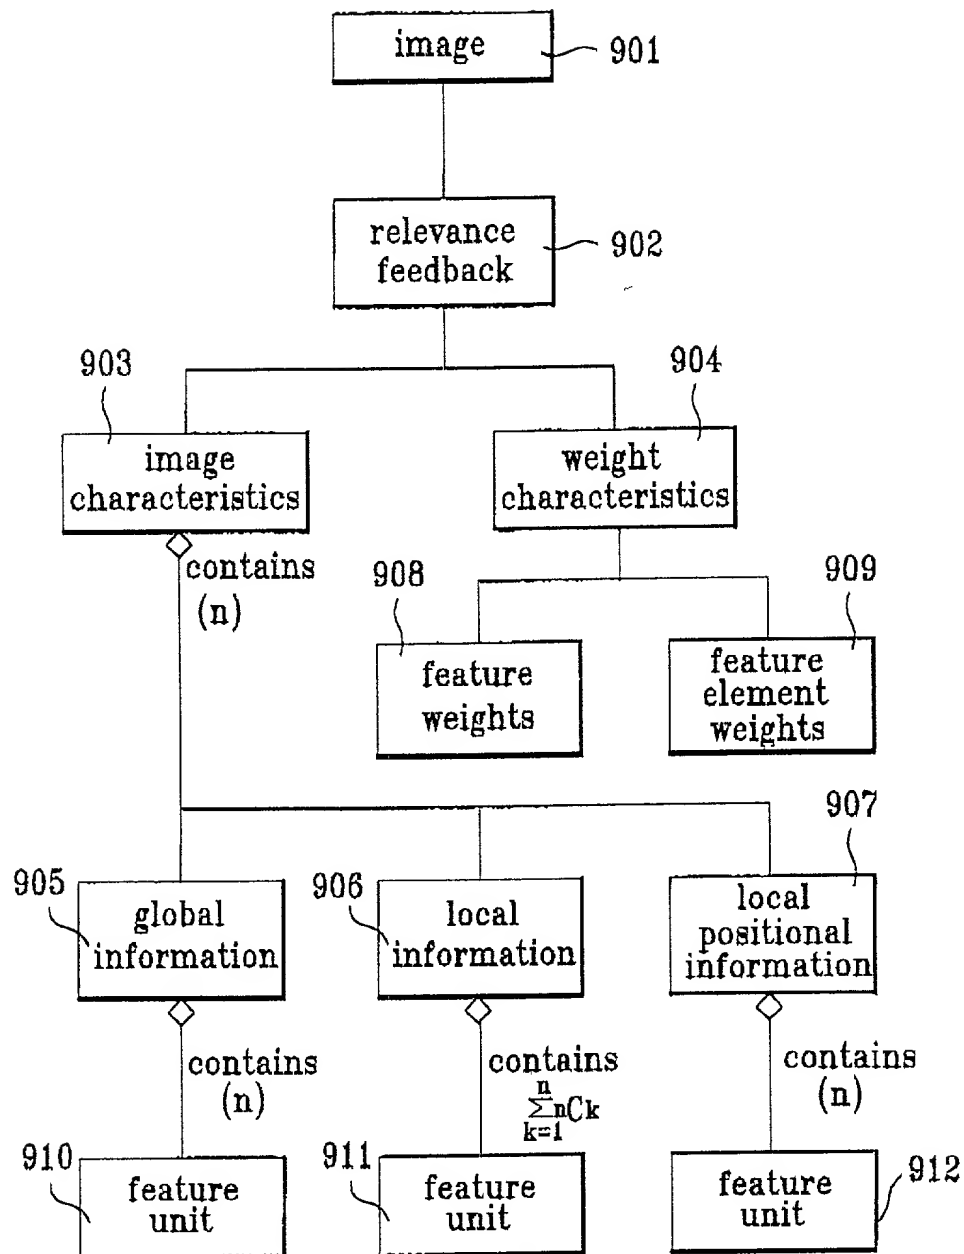 image
901
relevance
feedback
902
903
904
image
characteristics
weight
characteristics
contains
(n)
908
909
feature
weights
feature
element
weights
907
905
906
global
information
local
information
local
positional
information
contains
(n)
contains
n
∑nCk
k=1
contains
(n)
910
911
912
feature
unit
feature
unit
feature
unit